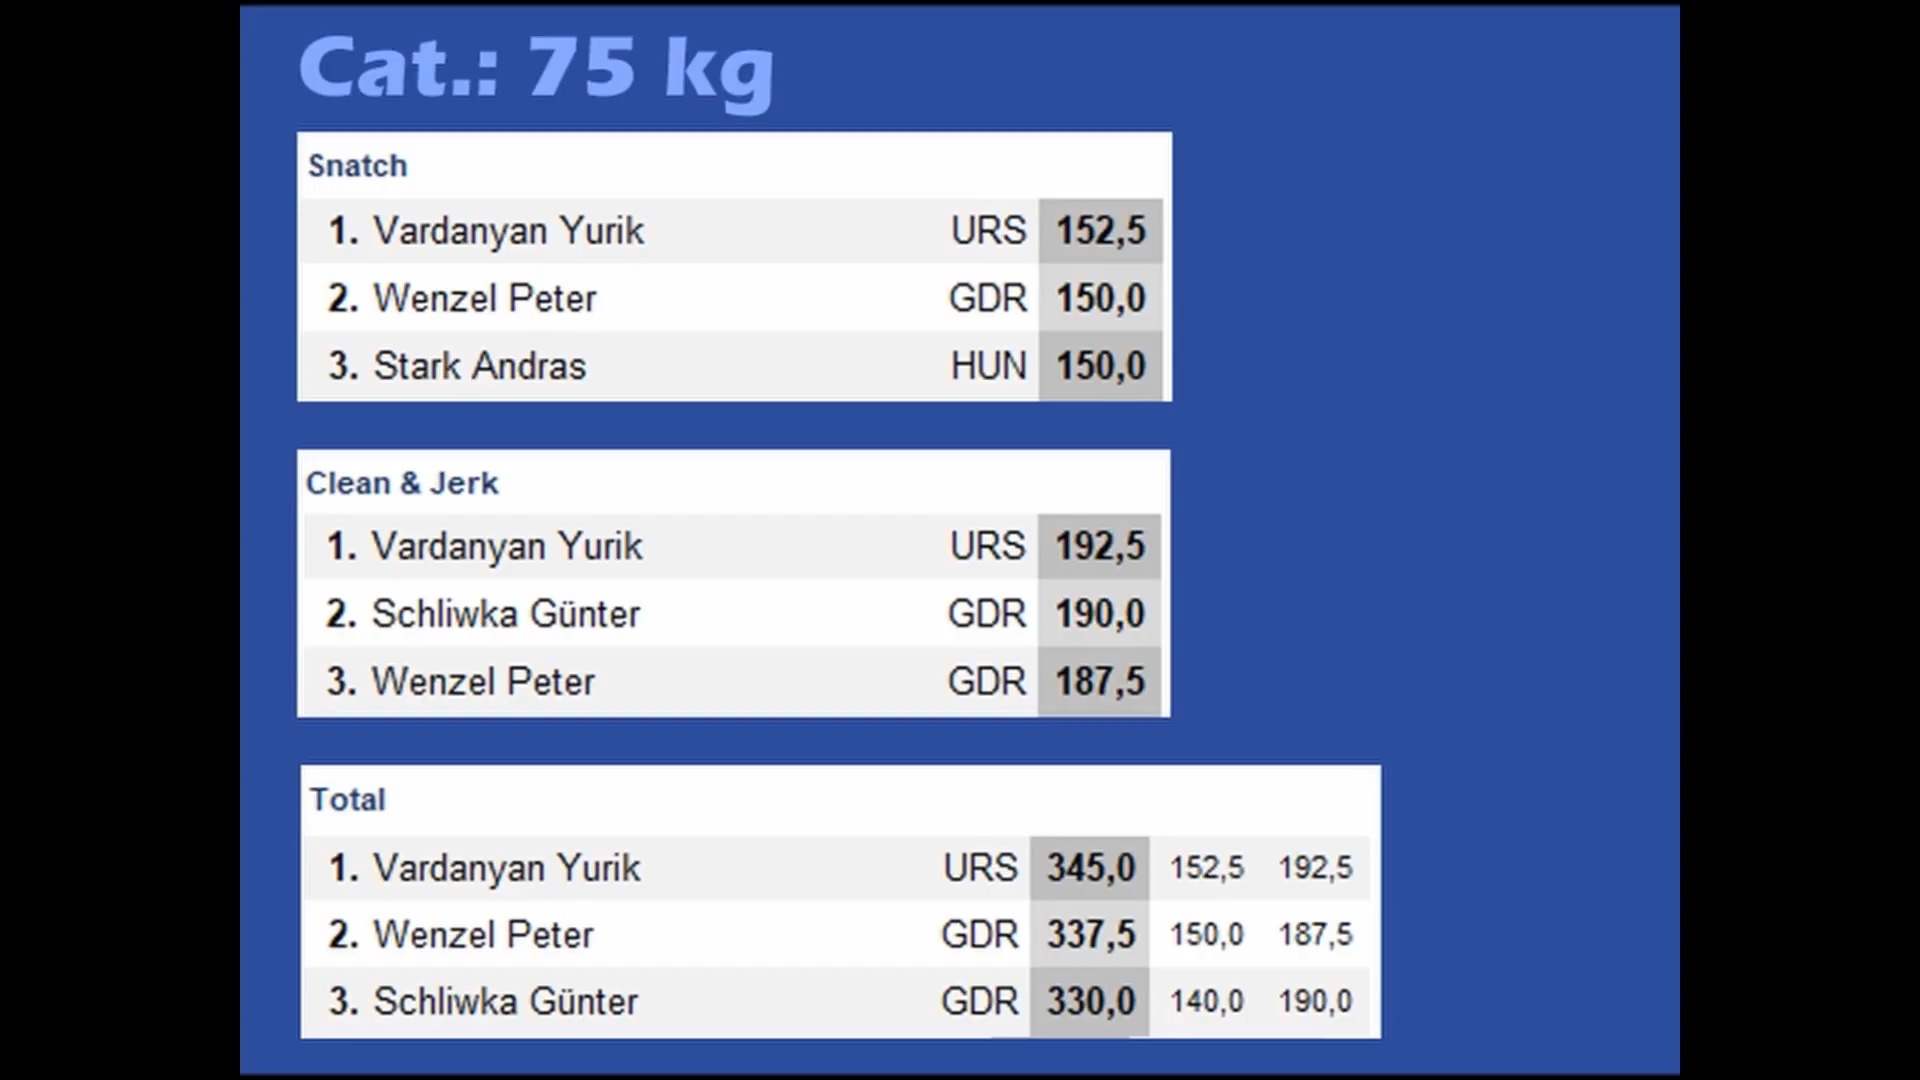 Cat.: 75 kg
Snatch
1. Vardanyan Yurik URS 152,5
2. Wenzel Peter GDR 150,0
3. Stark Andras HUN 150,0
Clean & Jerk
1. Vardanyan Yurik URS 192,5
2. Schliwka Günter GDR 190,0
3. Wenzel Peter GDR 187,5
Total
1. Vardanyan Yurik URS 345,0 152,5 192,5
2. Wenzel Peter GDR 337,5 150,0 187,5
3. Schliwka Günter GDR 330,0 140,0 190,0